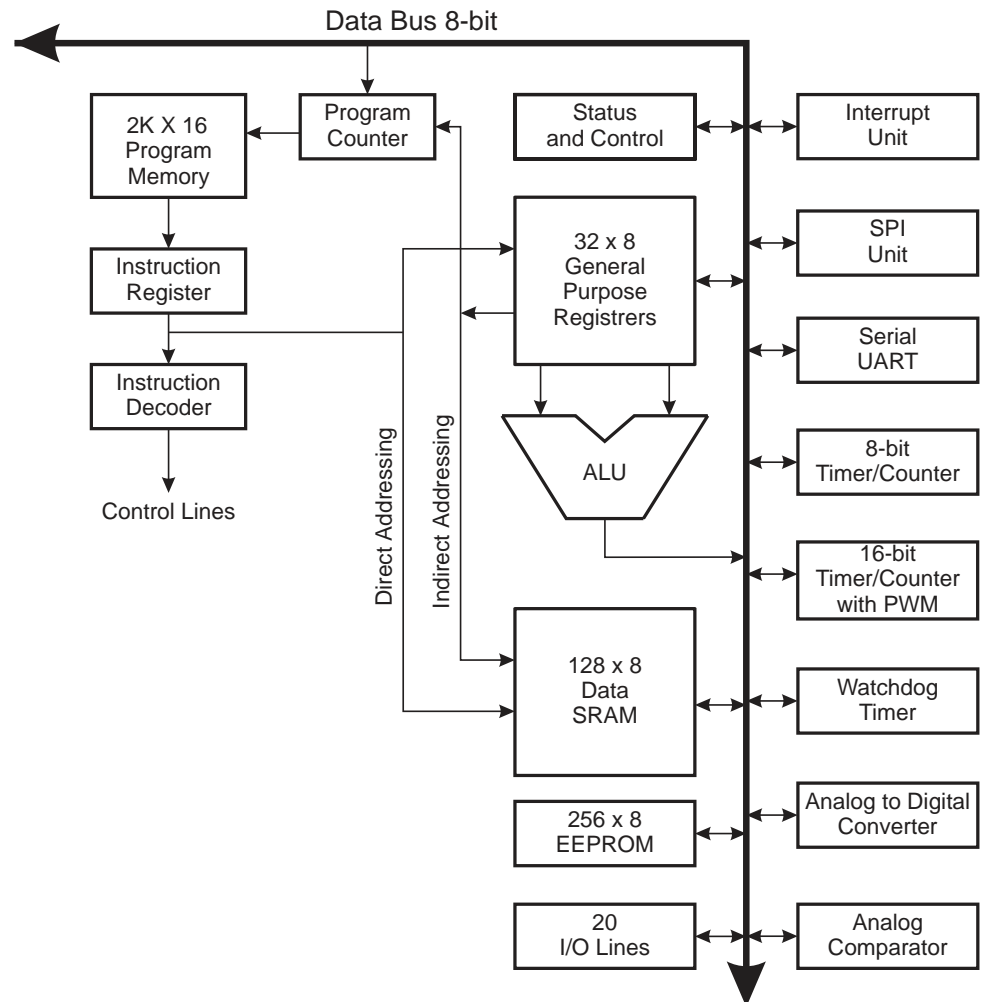 Data Bus 8-bit
2K X 16
Program
Memory
Program
Counter
Status
and Control
Interrupt
Unit
32 x 8
General
Purpose
Registrers
SPI
Unit
Instruction
Register
Serial
UART
Instruction
Decoder
ALU
8-bit
Timer/Counter
Control Lines
Direct Addressing
Indirect Addressing
16-bit
Timer/Counter
with PWM
128 x 8
Data
SRAM
Watchdog
Timer
256 x 8
EEPROM
Analog to Digital
Converter
20
I/O Lines
Analog
Comparator